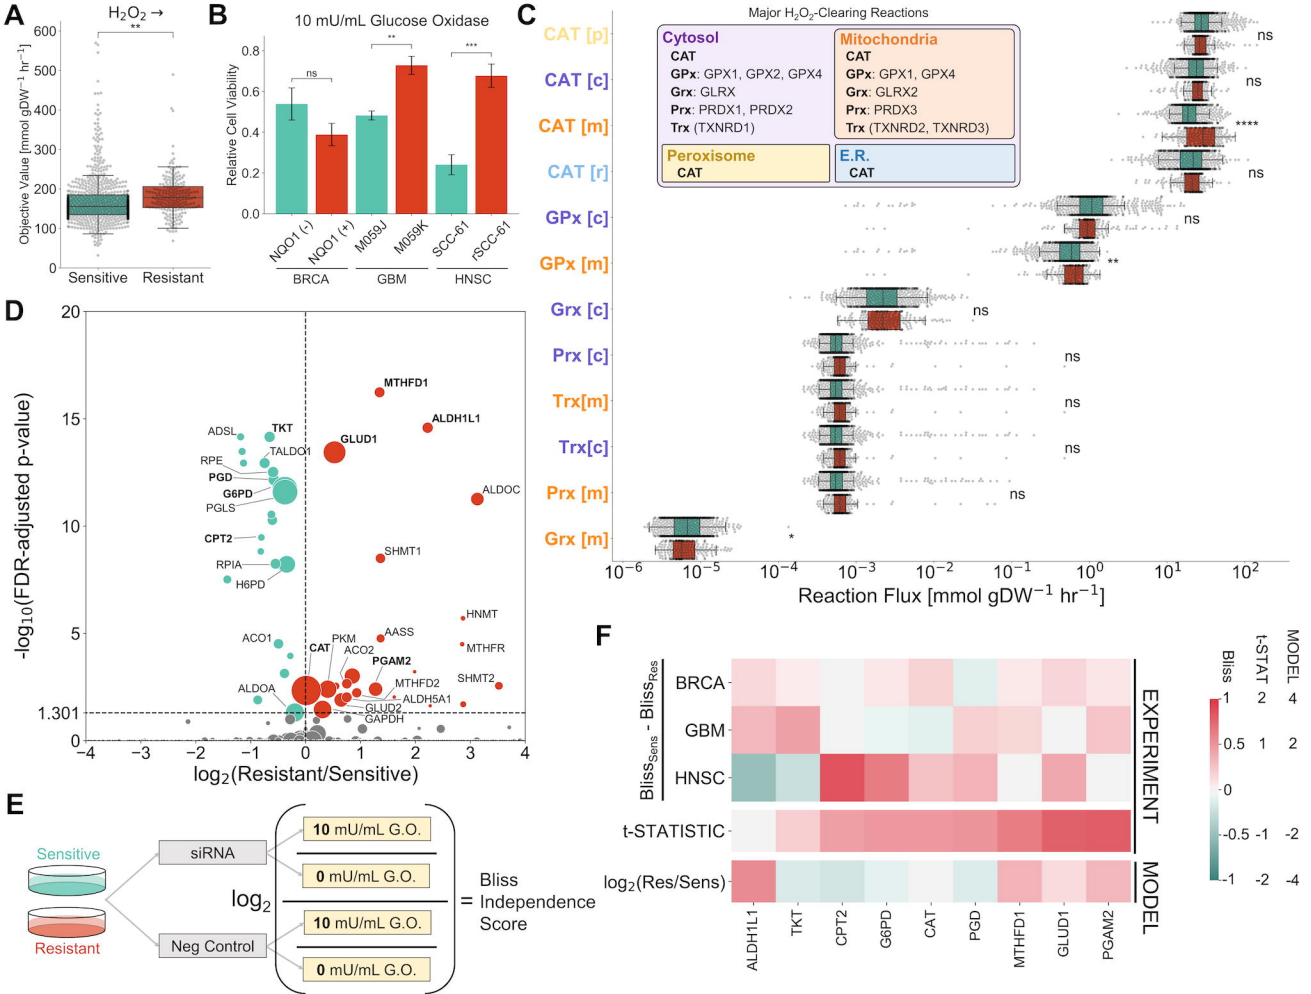 A
H₂O₂ →
**
Objective Value [mmol gDW⁻¹ hr⁻¹]
600
500
400
300
200
100
0
Sensitive
Resistant
B
10 mU/mL Glucose Oxidase
Relative Cell Viability
0.8
0.6
0.4
0.2
0.0
ns
**
***
NQO1 (-)
NQO1 (+)
M059J
M059K
SCC-61
rSCC-61
BRCA
GBM
HNSC
C
Major H₂O₂-Clearing Reactions
Cytosol
CAT
GPx: GPX1, GPX2, GPX4
Grx: GLRX
Prx: PRDX1, PRDX2
Trx (TXNRD1)
Mitochondria
CAT
GPx: GPX1, GPX4
Grx: GLRX2
Prx: PRDX3
Trx (TXNRD2, TXNRD3)
Peroxisome
CAT
E.R.
CAT
CAT [p]
CAT [c]
CAT [m]
CAT [r]
GPx [c]
GPx [m]
Grx [c]
Prx [c]
Trx[m]
Trx[c]
Prx [m]
Grx [m]
ns
ns
****
ns
ns
**
ns
ns
ns
ns
ns
*
10⁻⁶
10⁻⁵
10⁻⁴
10⁻³
10⁻²
10⁻¹
10⁰
10¹
10²
Reaction Flux [mmol gDW⁻¹ hr⁻¹]
D
-log₁₀(FDR-adjusted p-value)
20
15
10
5
1.301
0
−4
−3
−2
−1
0
1
2
3
4
log₂(Resistant/Sensitive)
MTHFD1
ALDH1L1
GLUD1
ADSL
TKT
TALDO1
RPE
PGD
G6PD
PGLS
ALDOC
CPT2
SHMT1
RPIA
H6PD
HNMT
ACO1
AASS
CAT
PKM
ACO2
MTHFR
PGAM2
SHMT2
MTHFD2
ALDOA
ALDH5A1
GLUD2
GAPDH
E
Sensitive
Resistant
siRNA
Neg Control
log₂
10 mU/mL G.O.
0 mU/mL G.O.
10 mU/mL G.O.
0 mU/mL G.O.
=
Bliss
Independence
Score
F
Bliss_Sens - Bliss_Res
BRCA
GBM
HNSC
t-STATISTIC
log₂(Res/Sens)
ALDH1L1
TKT
CPT2
G6PD
CAT
PGD
MTHFD1
GLUD1
PGAM2
EXPERIMENT
MODEL
Bliss
t-STAT
MODEL
1 2 4
0.5 1 2
0 0 0
-0.5 -1 -2
-1 -2 -4